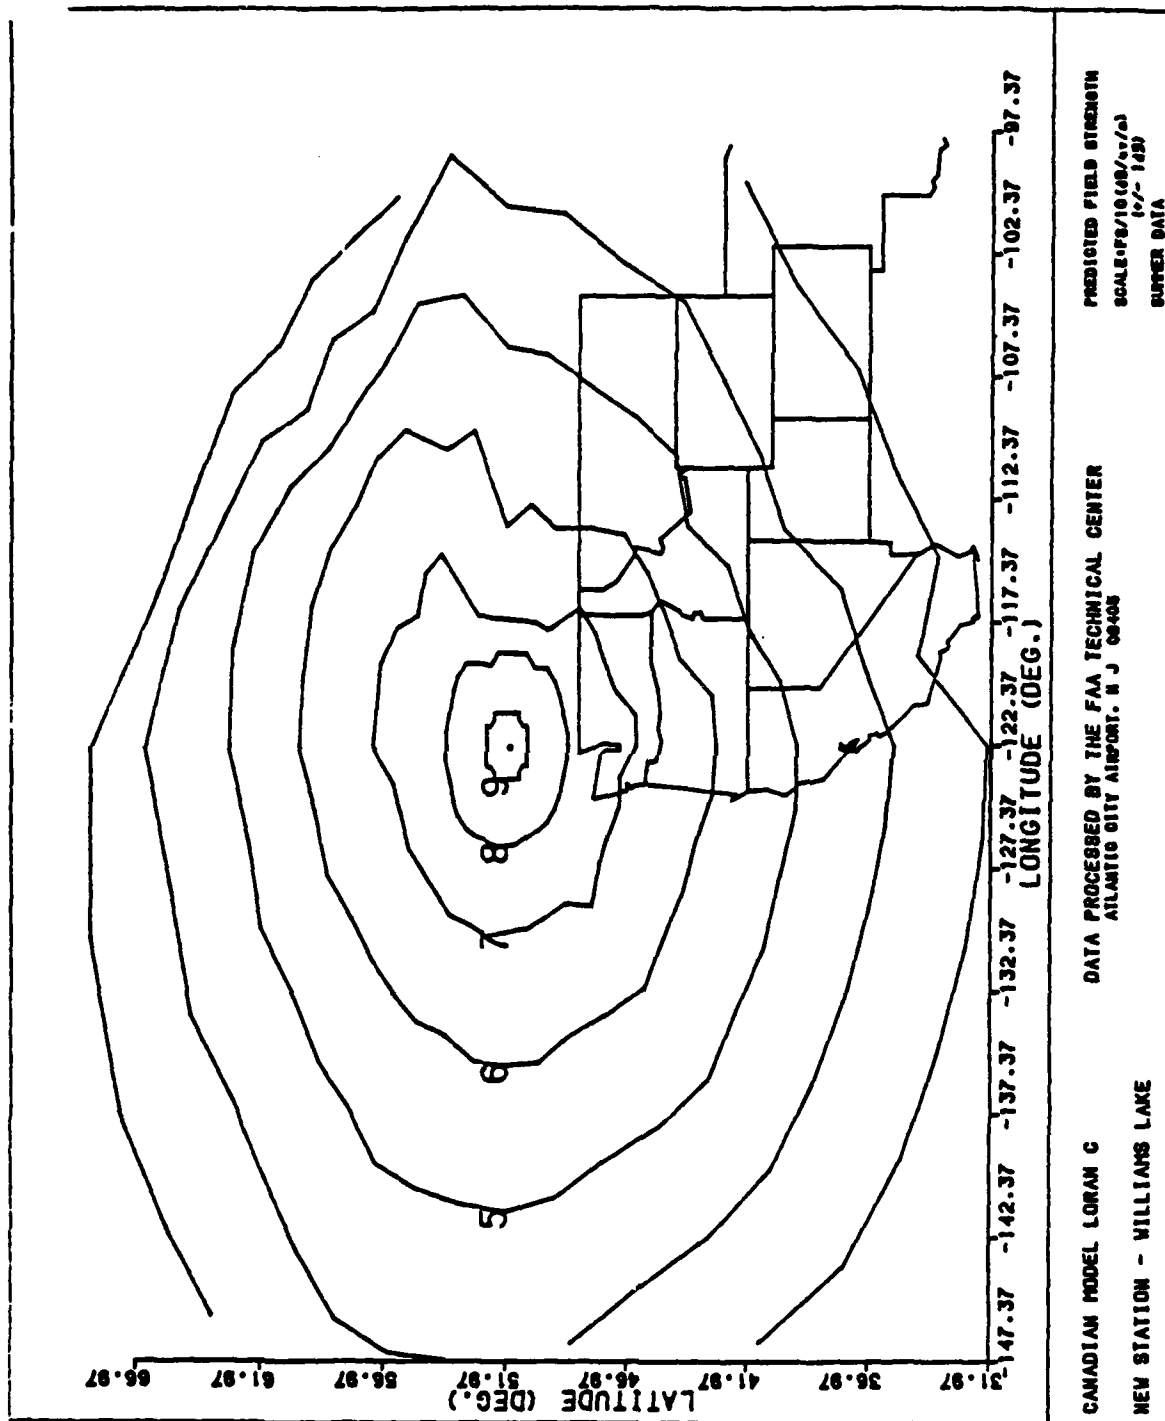 66.97
61.97
56.97
51.97
46.97
41.97
36.97
31.97
LATITUDE (DEG.)
9
8
7
6
5
-147.37
-142.37
-137.37
-132.37
-127.37
-122.37
-117.37
-112.37
-107.37
-102.37
-97.37
LONGITUDE (DEG.)
CANADIAN MODEL LORAN C
NEW STATION - WILLIAMS LAKE
DATA PROCESSED BY THE FAA TECHNICAL CENTER
ATLANTIC CITY AIRPORT, N J 08405
PREDICTED FIELD STRENGTH
(+/- 1dB)
SUMMER DATA